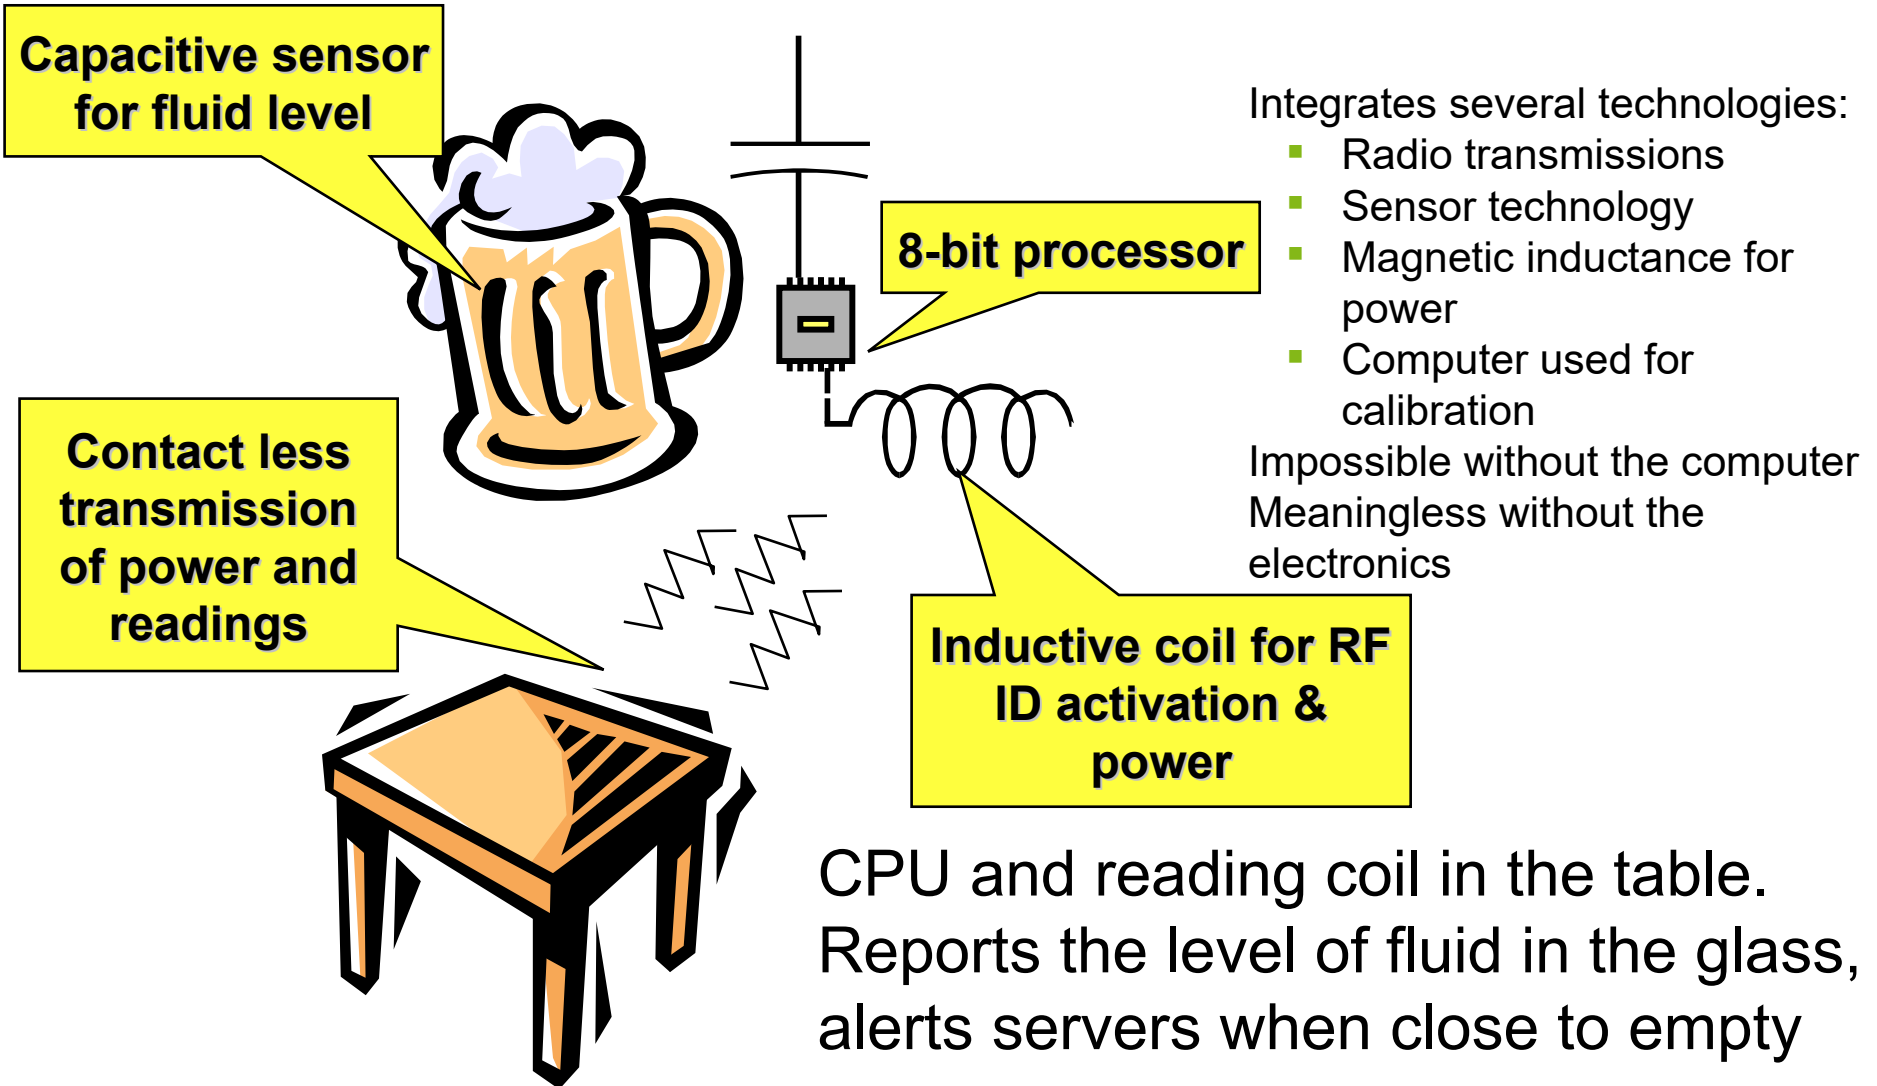 Capacitive sensor
for fluid level
8-bit processor
Contact less
transmission
of power and
readings
Inductive coil for RF
ID activation &
power
Integrates several technologies:
Radio transmissions
Sensor technology
Magnetic inductance for
power
Computer used for
calibration
Impossible without the computer
Meaningless without the
electronics
CPU and reading coil in the table.
Reports the level of fluid in the glass,
alerts servers when close to empty